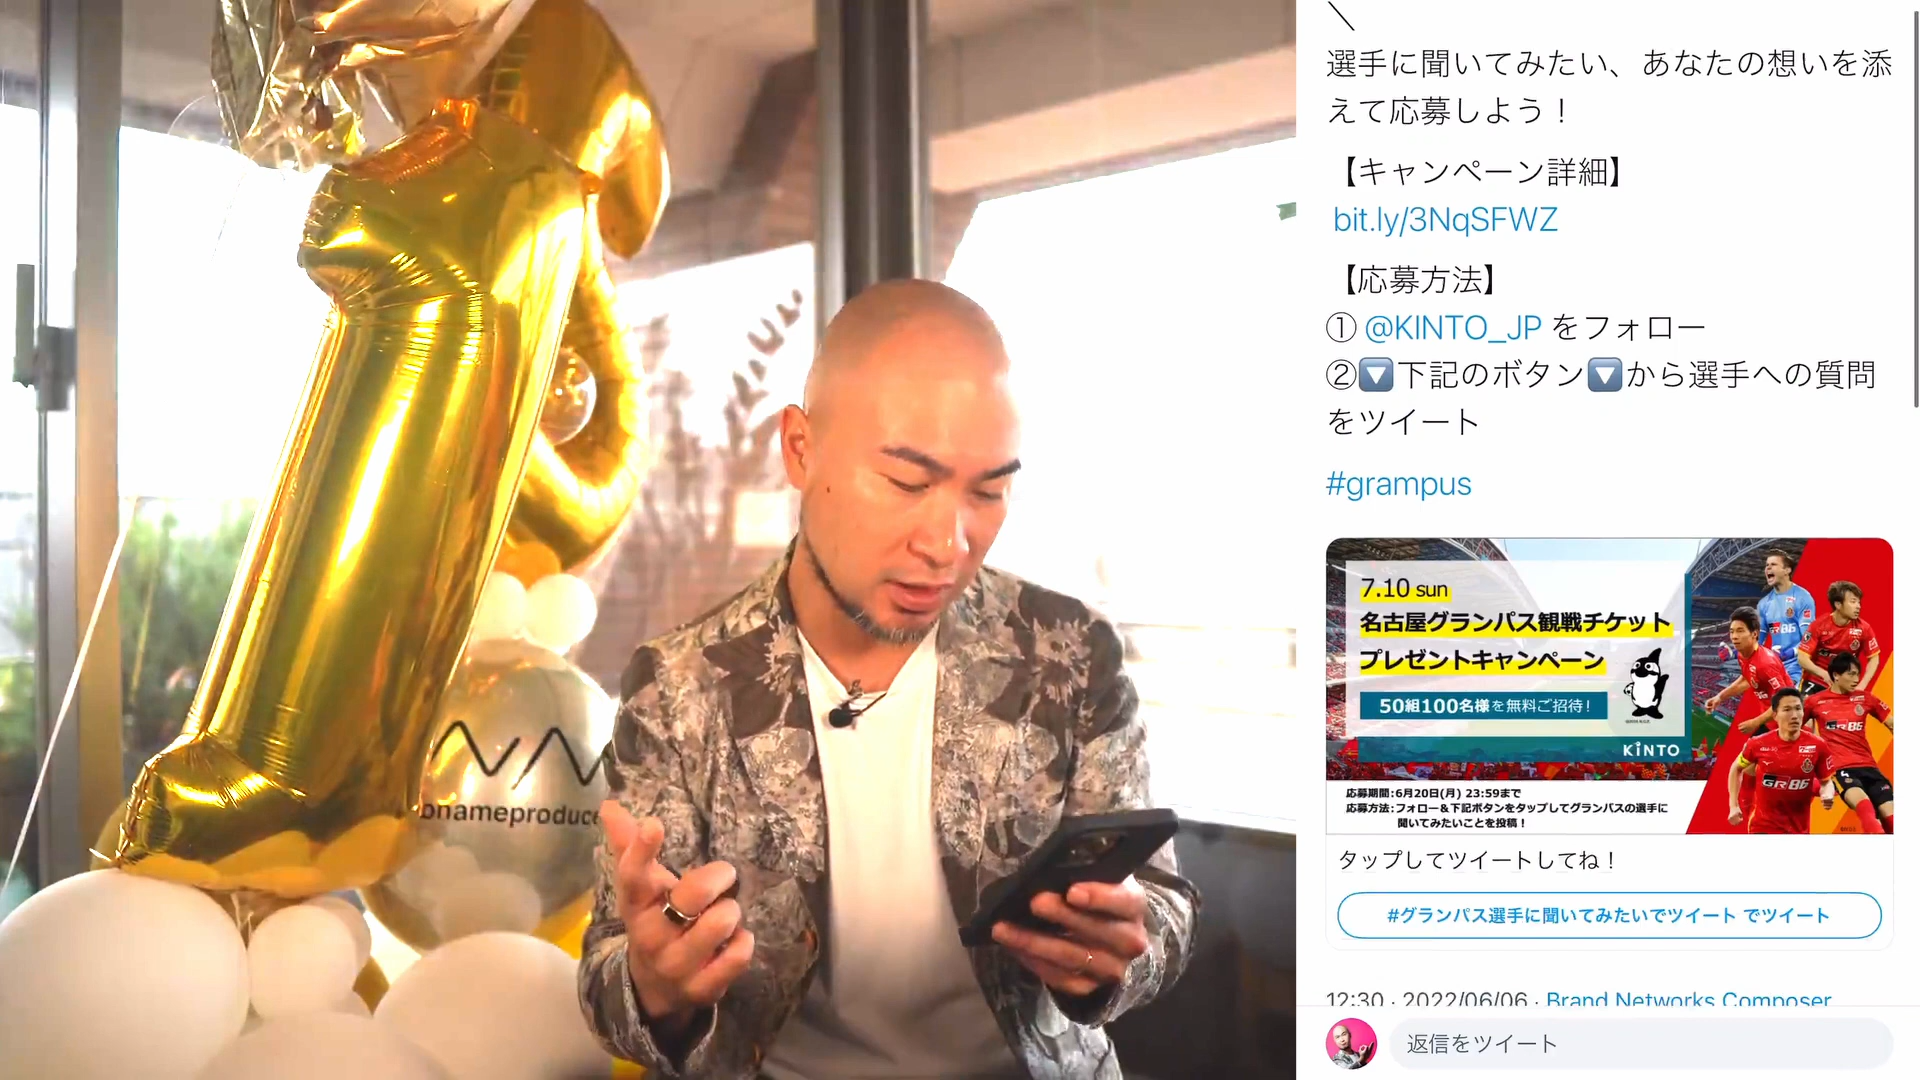 \
選手に聞いてみたい、あなたの想いを添
えて応募しよう！
【キャンペーン詳細】
bit.ly/3NqSFWZ
【応募方法】
① @KINTO_JP をフォロー
②🔽下記のボタン🔽から選手への質問
をツイート
#grampus
7.10 sun
名古屋グランパス観戦チケット
プレゼントキャンペーン
50組100名様を無料ご招待！
KINTO
GR86
GR86
GR86
GR86
応募期間：6月20日(月) 23:59まで
応募方法：フォロー＆下記ボタンをタップしてグランパスの選手に
聞いてみたいことを投稿！
タップしてツイートしてね！
#グランパス選手に聞いてみたいでツイート でツイート
12:30 · 2022/06/06 · Brand Networks Composer
返信をツイート
onameproduce